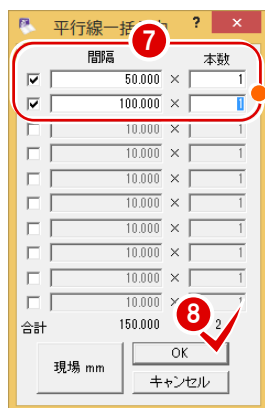 平行線一括 ? ×
7
間隔 本数
50.000 × 1
100.000 × 1
10.000 × 1
10.000 × 1
10.000 × 1
10.000 × 1
10.000 × 1
10.000 × 1
10.000 × 1
10.000 × 1
合計 150.000 2
8
現場 mm
OK
キャンセル